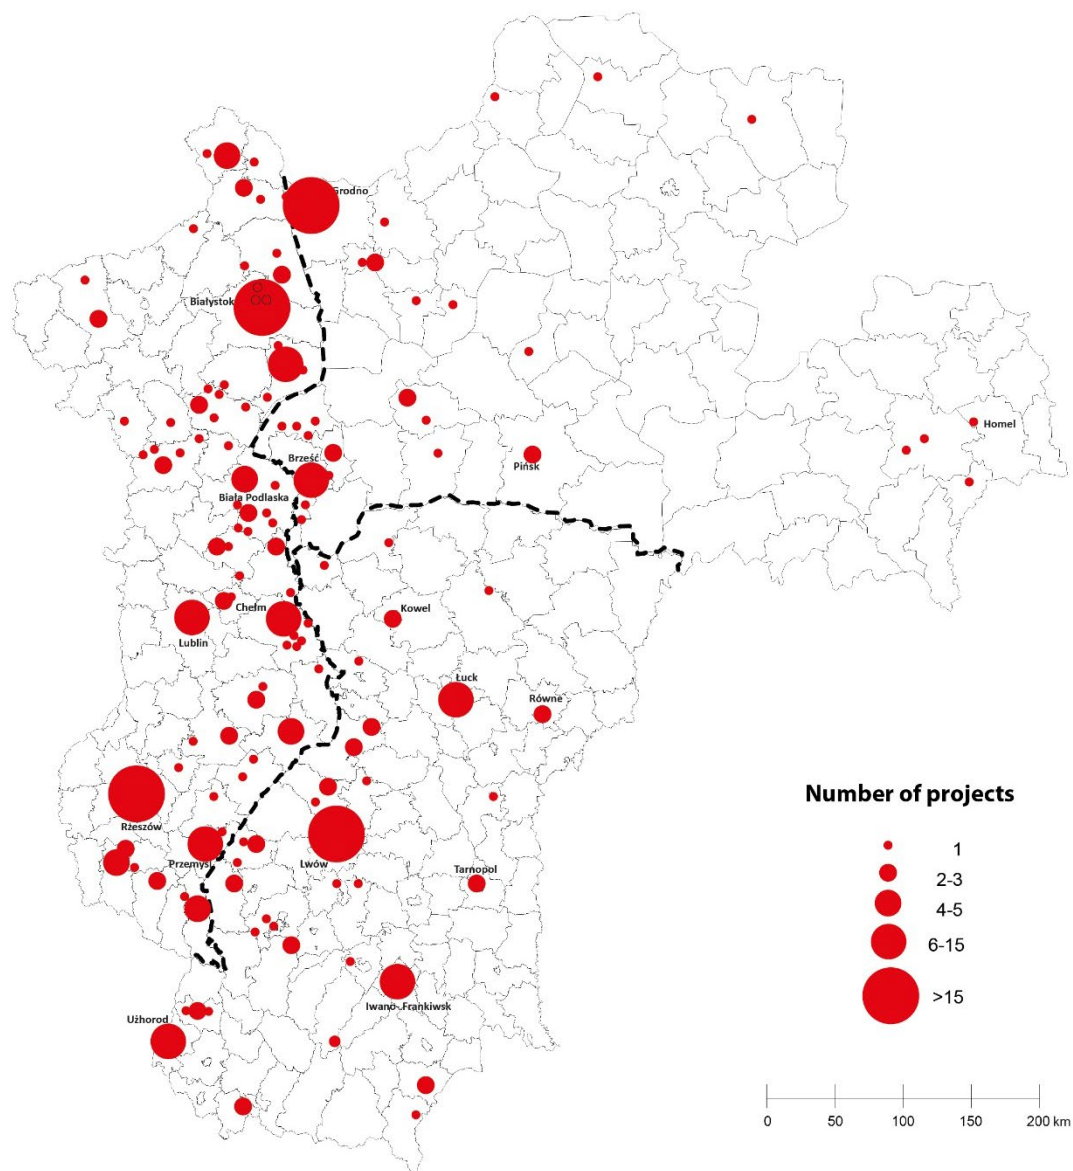 Grodno
Białystok
Homel
Brześć
Pińsk
Biała Podlaska
Chełm
Kowel
Lublin
Łuck
Równe
Number of projects
1
2-3
4-5
6-15
>15
Rzeszów
Przemyśl
Lwów
Tarnopol
Iwano-Frankiwsk
Użhorod
0 50 100 150 200 km